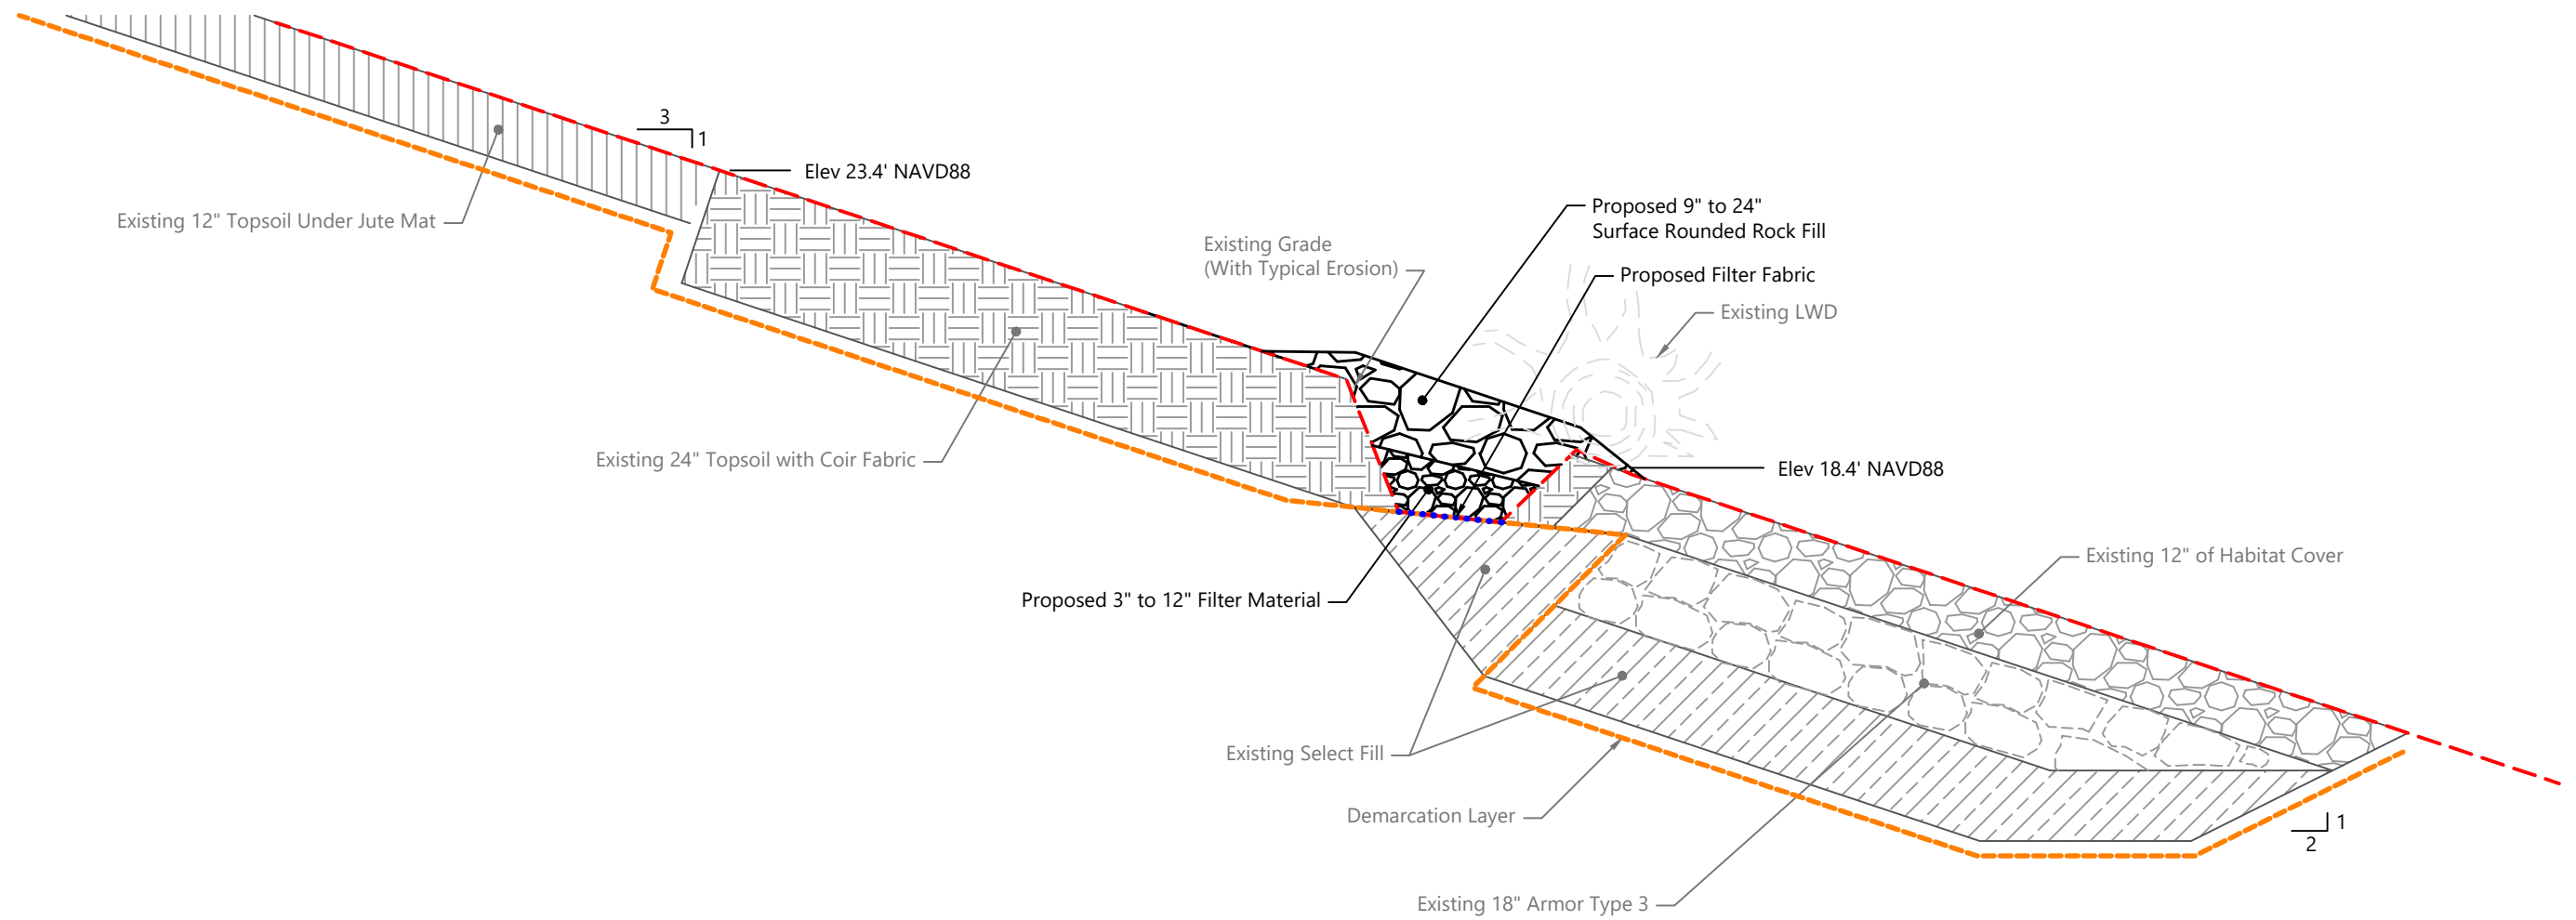 3
1
Elev 23.4' NAVD88
Existing 12" Topsoil Under Jute Mat
Proposed 9" to 24"
Surface Rounded Rock Fill
Existing Grade
(With Typical Erosion)
Proposed Filter Fabric
Existing LWD
Existing 24" Topsoil with Coir Fabric
Elev 18.4' NAVD88
Existing 12" of Habitat Cover
Proposed 3" to 12" Filter Material
Existing Select Fill
Demarcation Layer
1
2
Existing 18" Armor Type 3